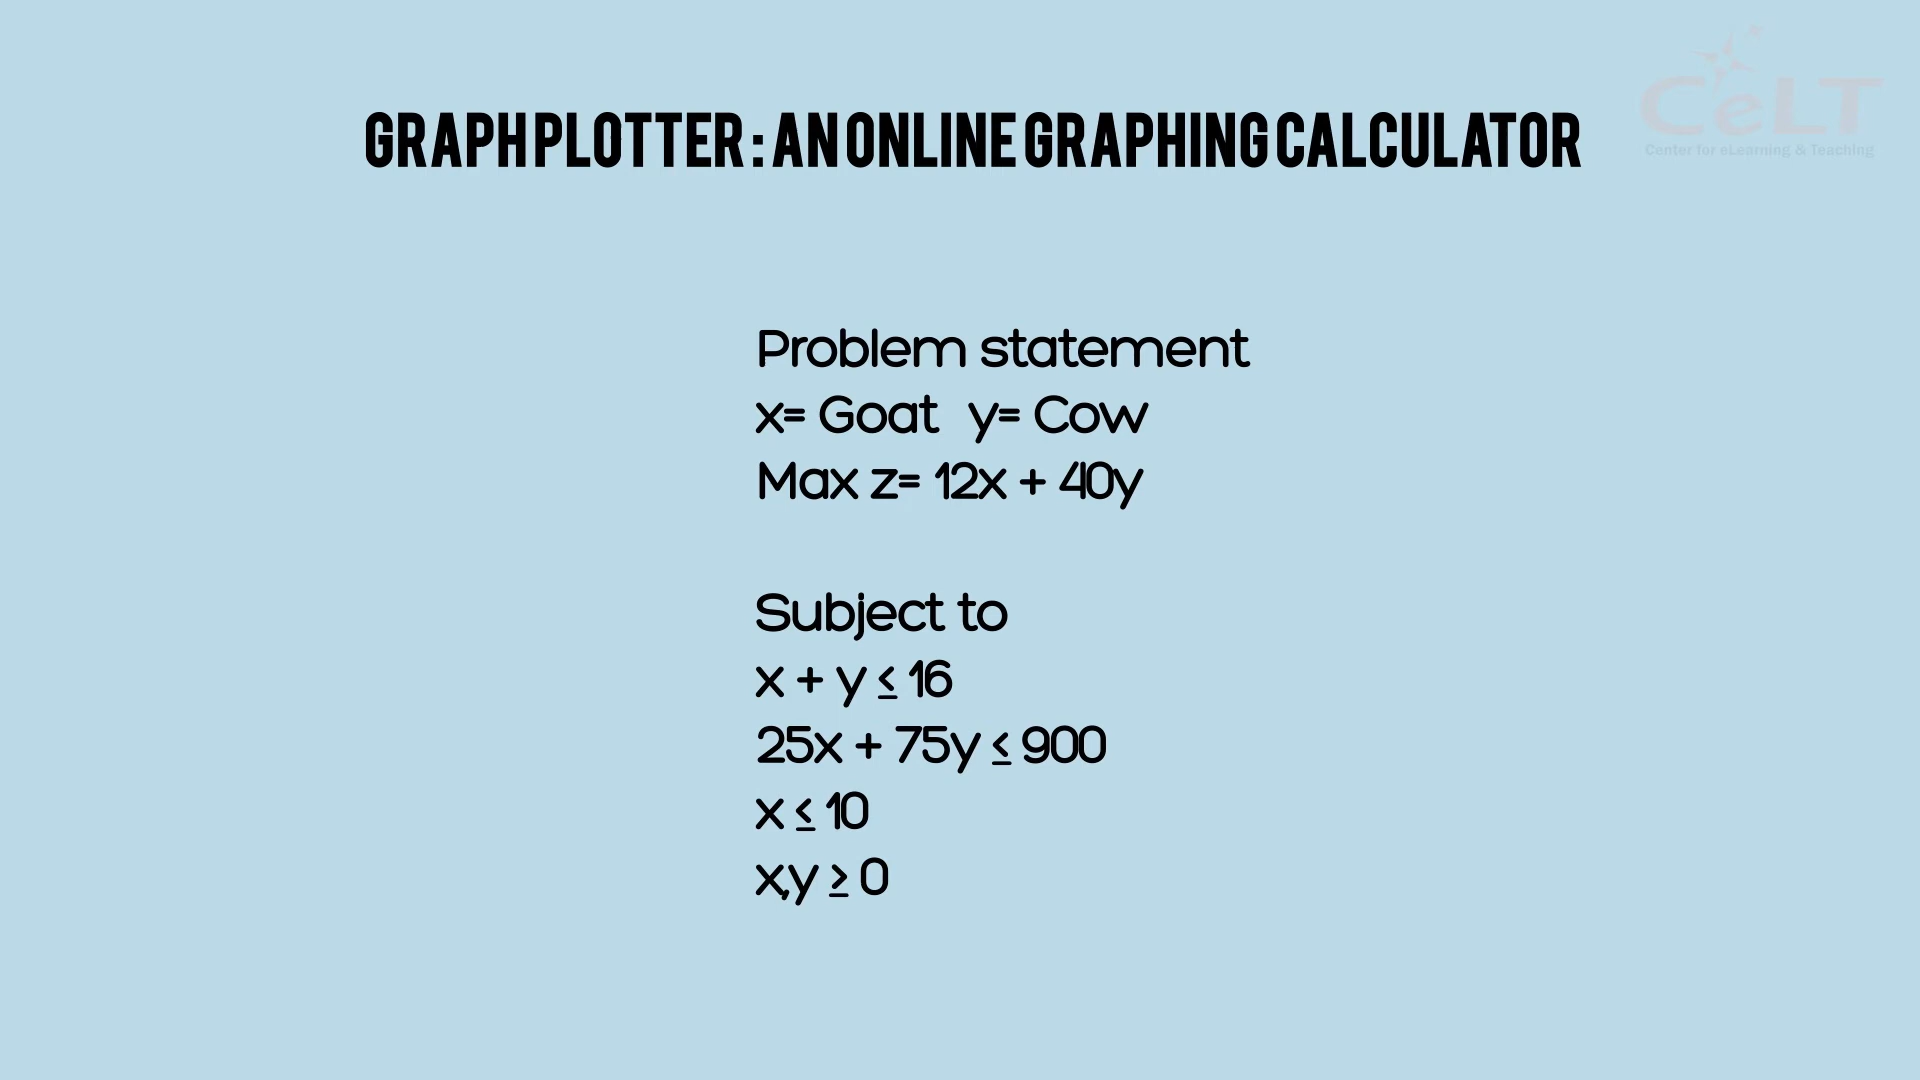 CeLT
Center for eLearning & Teaching
GRAPH PLOTTER : AN ONLINE GRAPHING CALCULATOR
Problem statement
x= Goat y= Cow
Max z= 12x + 40y
Subject to
x + y ≤ 16
25x + 75y ≤ 900
x ≤ 10
x,y ≥ 0